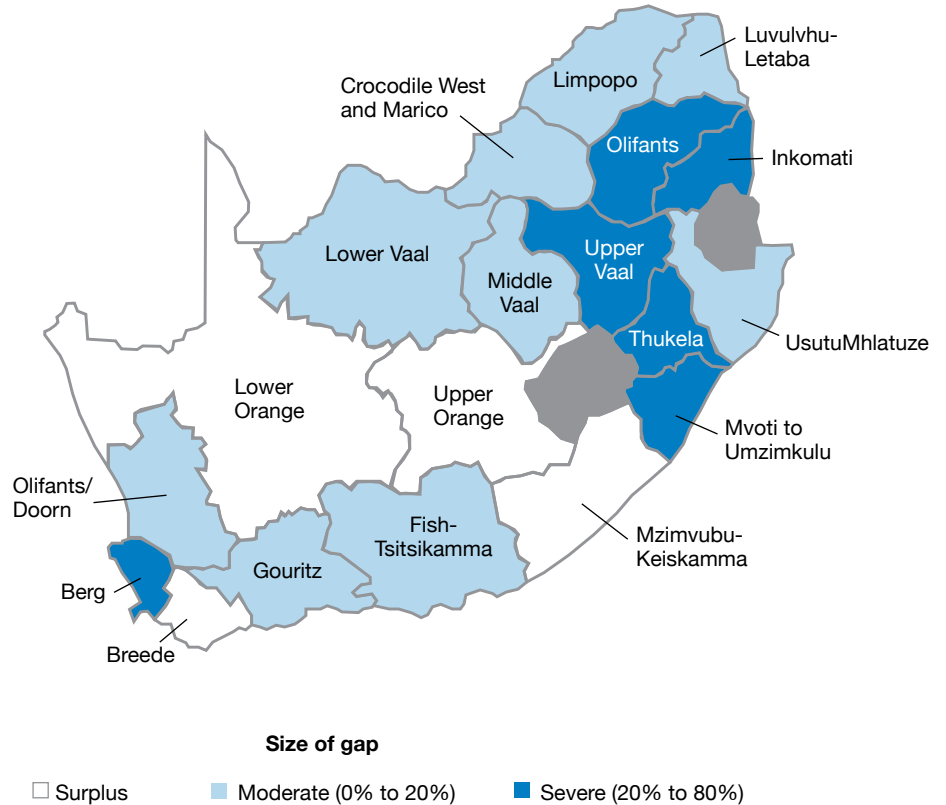 Luvulvhu-
Letaba
Limpopo
Crocodile West
and Marico
Olifants
Inkomati
Lower Vaal
Upper
Vaal
Middle
Vaal
Thukela
UsutuMhlatuze
Lower
Orange
Upper
Orange
Mvoti to
Umzimkulu
Olifants/
Doorn
Fish-
Tsitsikamma
Mzimvubu-
Keiskamma
Gouritz
Berg
Breede
Size of gap
Surplus
Moderate (0% to 20%)
Severe (20% to 80%)